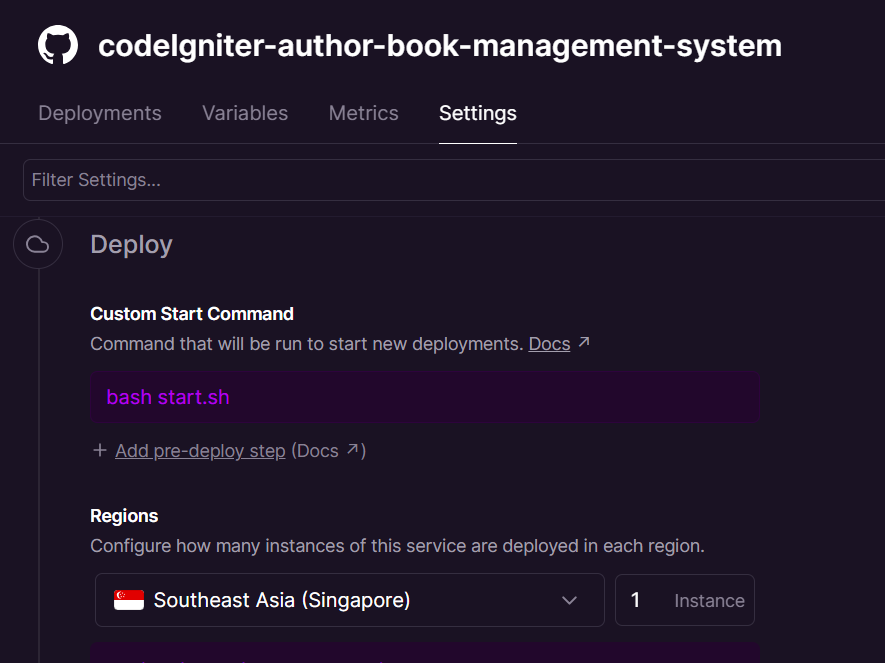 codeIgniter-author-book-management-system
Deployments Variables Metrics Settings
Filter Settings...
Deploy
Custom Start Command
Command that will be run to start new deployments. Docs ↗
bash start.sh
+ Add pre-deploy step (Docs ↗)
Regions
Configure how many instances of this service are deployed in each region.
Southeast Asia (Singapore) 1 Instance